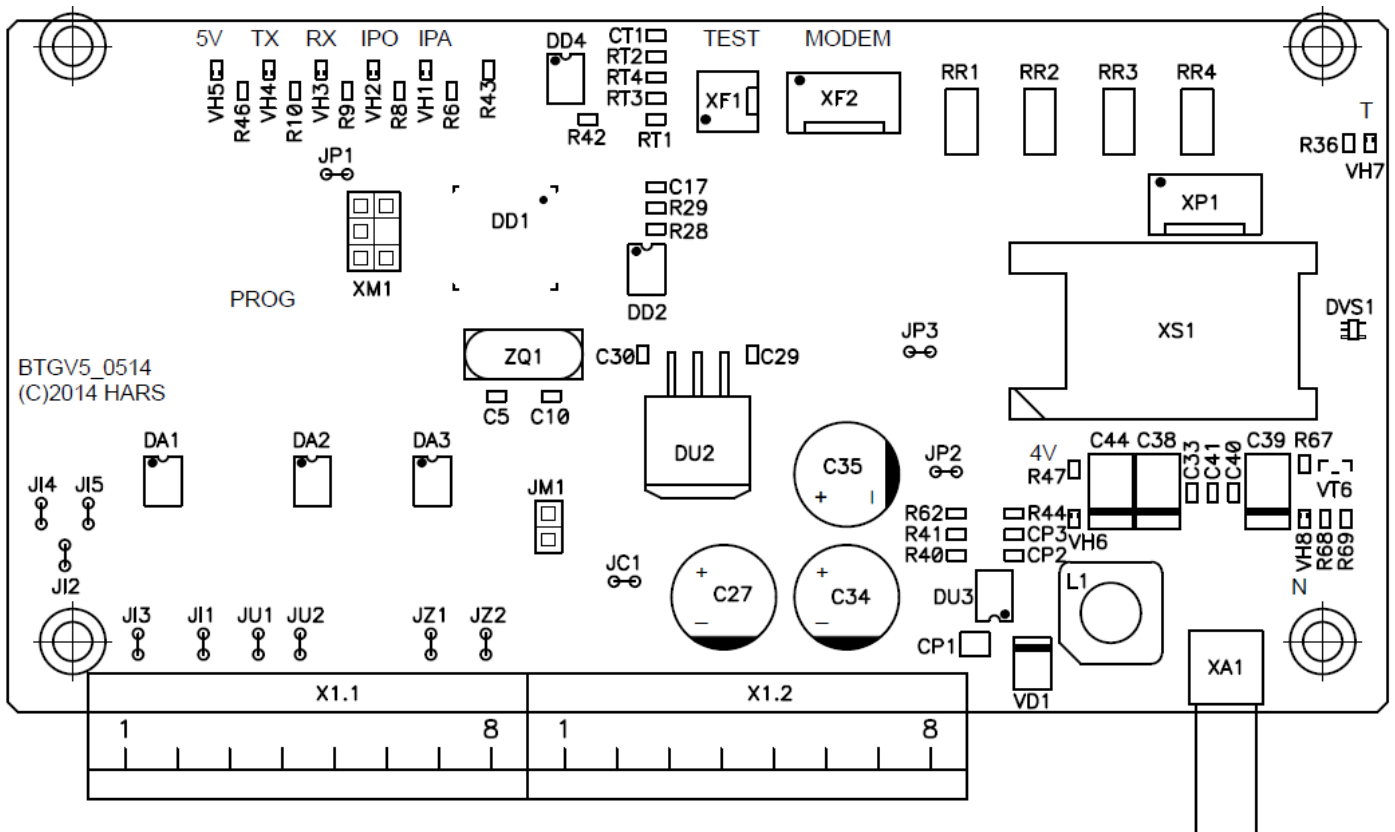 5V TX RX IPO IPA DD4 CT1 TEST MODEM
RT2
RT4
RT3
RT1
VH5 R46 VH4 R10 VH3 R9 VH2 R8 VH1 R6 R43
R42
XF1 XF2 RR1 RR2 RR3 RR4
T
R36
VH7
JP1
XM1
DD1
C17
R29
R28
DD2
XP1
PROG
ZQ1
C30 C29
JP3
XS1
DVS1
BTGV5_0514
(C)2014 HARS
C5 C10
DA1 DA2 DA3
DU2
C35
+ –
JP2
4V
R47
C44 C38 C33 C41 C40 C39 R67
VT6
JI4 JI5
JM1
R62 R44
R41 CP3
R40 CP2
VH6
VH8 R68 R69
JI2
JC1
+
C27
–
+
C34
–
DU3
L1
N
JI3 JI1 JU1 JU2 JZ1 JZ2
CP1
VD1
XA1
X1.1 X1.2
1 8 1 8